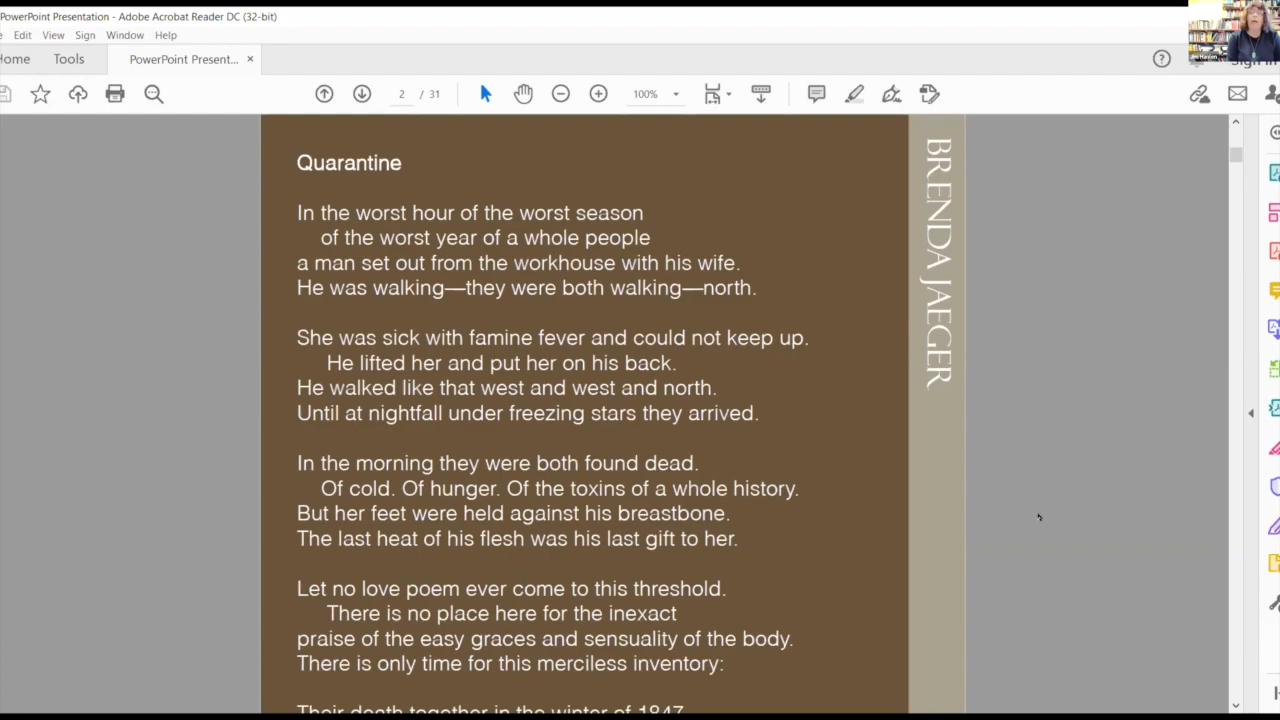 PowerPoint Presentation - Adobe Acrobat Reader DC (32-bit)
Edit View Sign Window Help
Home Tools PowerPoint Present... ×
2 / 31 100%
Quarantine
In the worst hour of the worst season
of the worst year of a whole people
a man set out from the workhouse with his wife.
He was walking—they were both walking—north.
She was sick with famine fever and could not keep up.
He lifted her and put her on his back.
He walked like that west and west and north.
Until at nightfall under freezing stars they arrived.
In the morning they were both found dead.
Of cold. Of hunger. Of the toxins of a whole history.
But her feet were held against his breastbone.
The last heat of his flesh was his last gift to her.
Let no love poem ever come to this threshold.
There is no place here for the inexact
praise of the easy graces and sensuality of the body.
There is only time for this merciless inventory:
Their death together in the winter of 1847.
BRENDA JAEGER